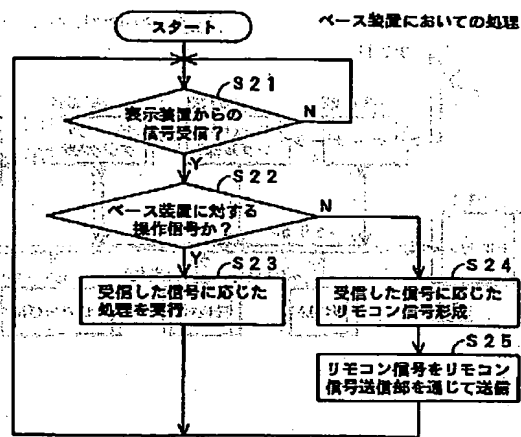 スタート
ベース装置においての処理
S21
表示装置からの
信号受信？
N
Y
S22
ベース装置に対する
操作信号か？
N
Y
S23
受信した信号に応じた
処理を実行
S24
受信した信号に応じた
リモコン信号形成
S25
リモコン信号をリモコン
信号送信部を通じて送信